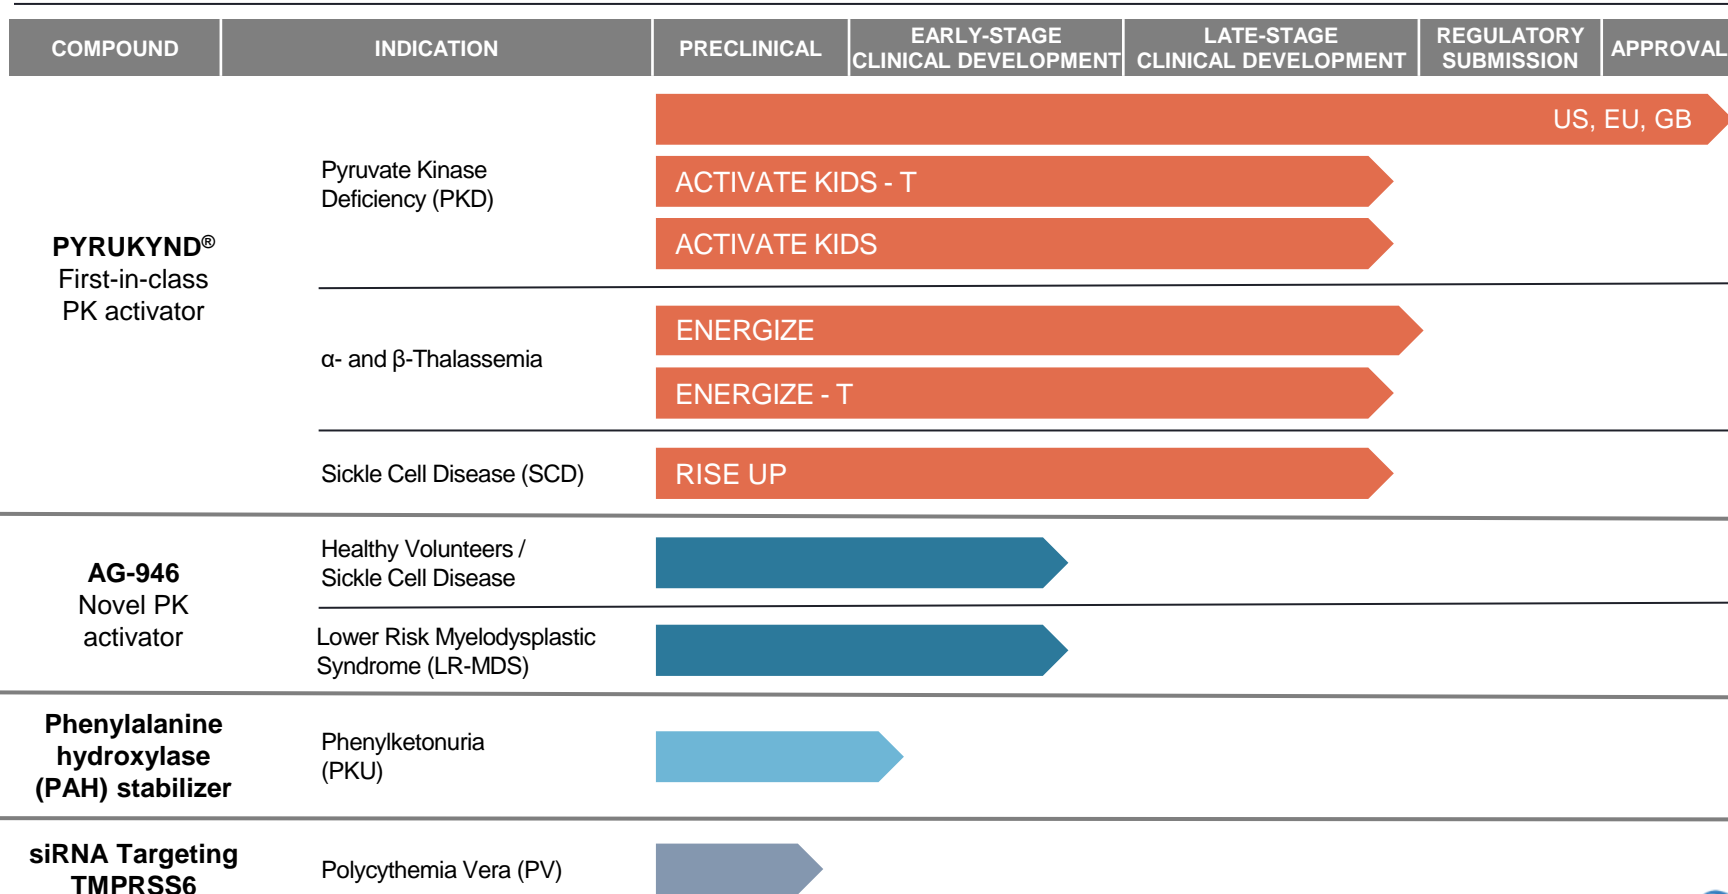 COMPOUND
INDICATION
PRECLINICAL
EARLY-STAGE
CLINICAL DEVELOPMENT
LATE-STAGE
CLINICAL DEVELOPMENT
REGULATORY
SUBMISSION
APPROVAL
PYRUKYND®
First-in-class
PK activator
Pyruvate Kinase
Deficiency (PKD)
US, EU, GB
ACTIVATE KIDS - T
ACTIVATE KIDS
α- and β-Thalassemia
ENERGIZE
ENERGIZE - T
Sickle Cell Disease (SCD)
RISE UP
AG-946
Novel PK
activator
Healthy Volunteers /
Sickle Cell Disease
Lower Risk Myelodysplastic
Syndrome (LR-MDS)
Phenylalanine
hydroxylase
(PAH) stabilizer
Phenylketonuria
(PKU)
siRNA Targeting
TMPRSS6
Polycythemia Vera (PV)